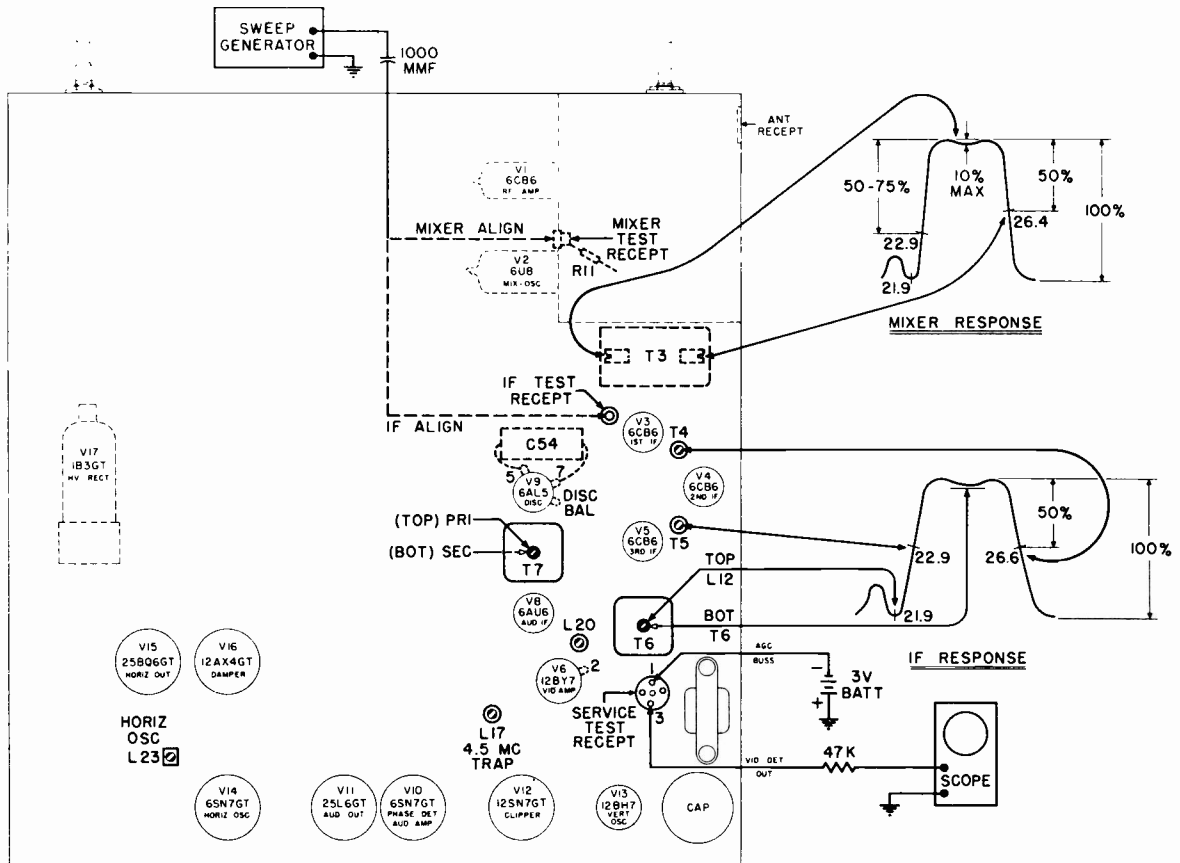 SWEEP
GENERATOR
1000
MMF
ANT
RECEPT
V1
6CB6
RF AMP
MIXER ALIGN
MIXER
TEST
RECEPT
R11
V2
6U8
MIX-OSC
50-75%
10%
MAX
50%
100%
22.9
26.4
21.9
MIXER RESPONSE
T3
IF TEST
RECEPT
IF ALIGN
V3
6CB6
1ST IF
T4
C54
5
7
V9
6AL5
DISC
DISC
BAL
V4
6CB6
2ND IF
V17
1B3GT
HV RECT
(TOP) PRI
(BOT) SEC
T7
V5
6CB6
3RD IF
T5
50%
100%
22.9
26.6
21.9
TOP
L12
BOT
T6
IF RESPONSE
V8
6AU6
AUD IF
L20
T6
V15
25BQ6GT
HORIZ OUT
V16
12AX4GT
DAMPER
V6
12BY7
VID AMP
2
1
AGC
BUSS
3V
BATT
-
+
SERVICE
TEST
RECEPT
3
HORIZ
OSC
L23
L17
4.5 MC
TRAP
VID DET
OUT
47K
SCOPE
V14
6SN7GT
HORIZ OSC
V11
25L6GT
AUD OUT
V10
6SN7GT
PHASE DET
AUD AMP
V12
12SN7GT
CLIPPER
V13
12BH7
VERT
OSC
CAP